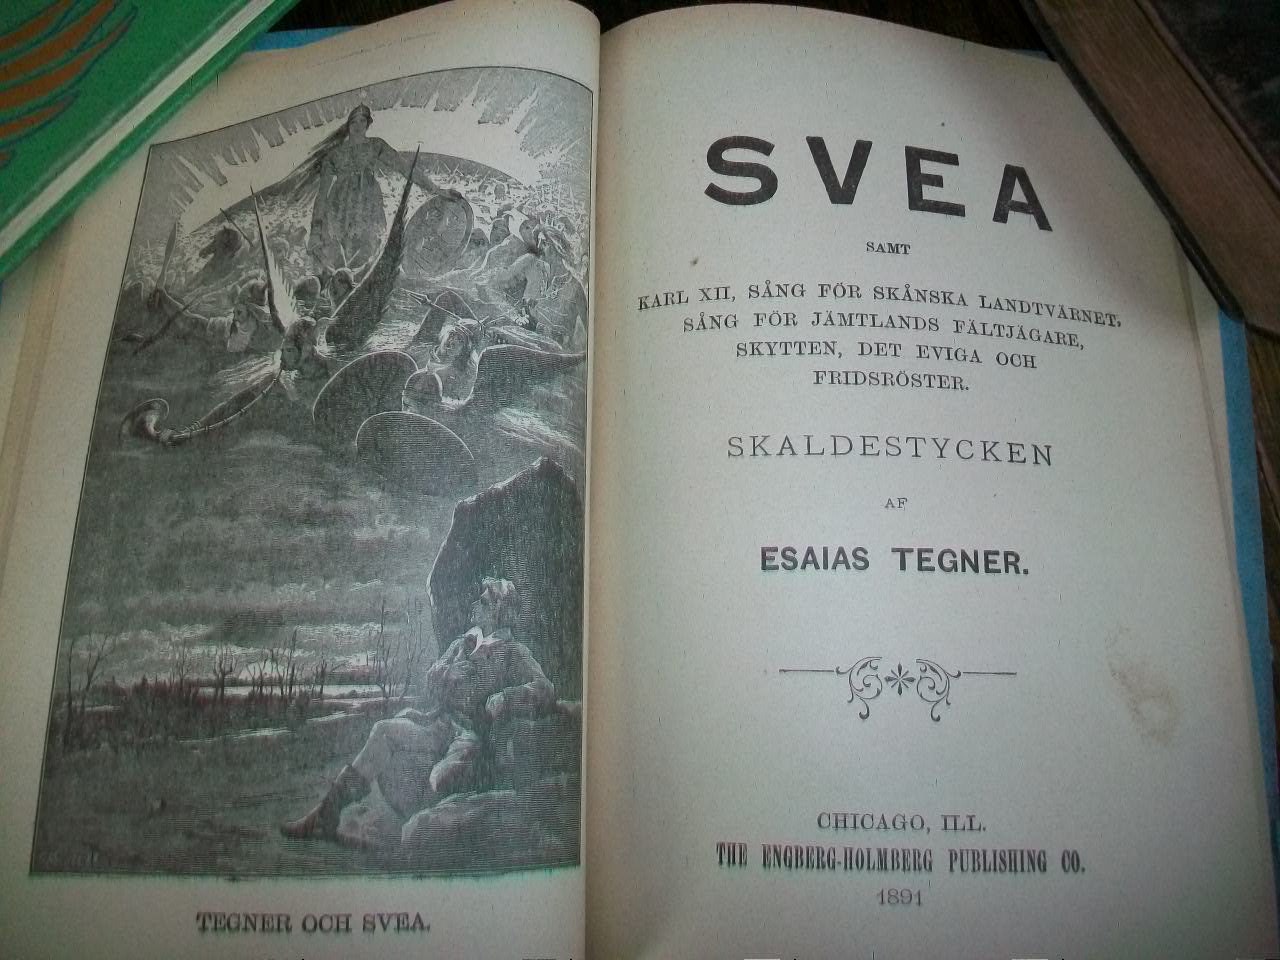 TEGNER OCH SVEA.
SVEA
SAMT
KARL XII, SÅNG FÖR SKÅNSKA LANDTVÄRNET,
SÅNG FÖR JÄMTLANDS FÄLTJÄGARE,
SKYTTEN, DET EVIGA OCH
FRIDSRÖSTER.
SKALDESTYCKEN
AF
ESAIAS TEGNER.
CHICAGO, ILL.
THE ENGBERG-HOLMBERG PUBLISHING CO.
1891